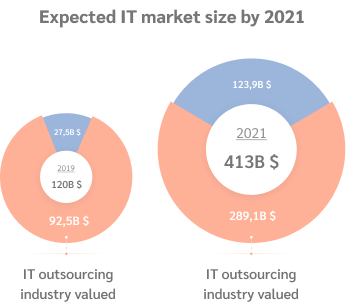 Expected IT market size by 2021
27,5B $
2019
120B $
92,5B $
IT outsourcing
industry valued
123,9B $
2021
413B $
289,1B $
IT outsourcing
industry valued